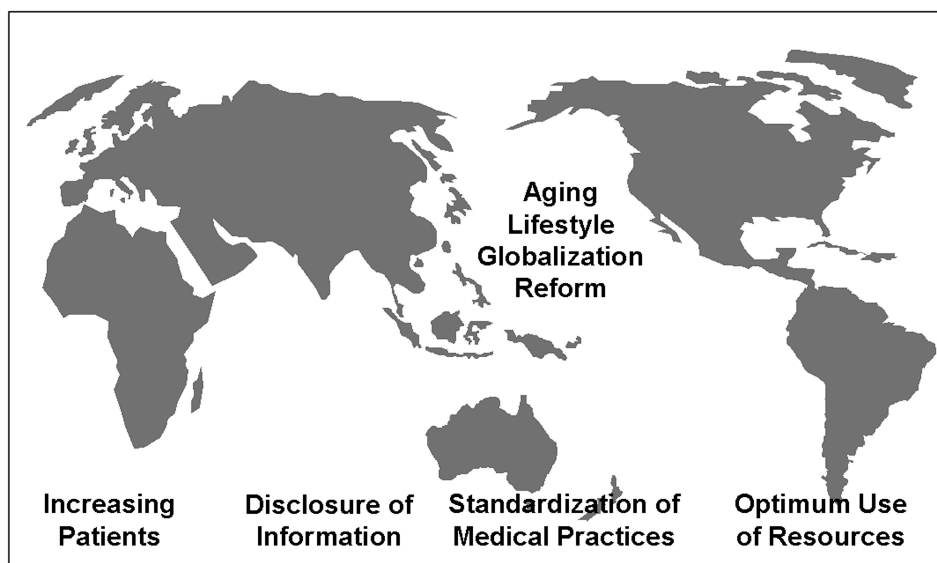 Aging
Lifestyle
Globalization
Reform
Increasing
Patients
Disclosure of
Information
Standardization of
Medical Practices
Optimum Use
of Resources